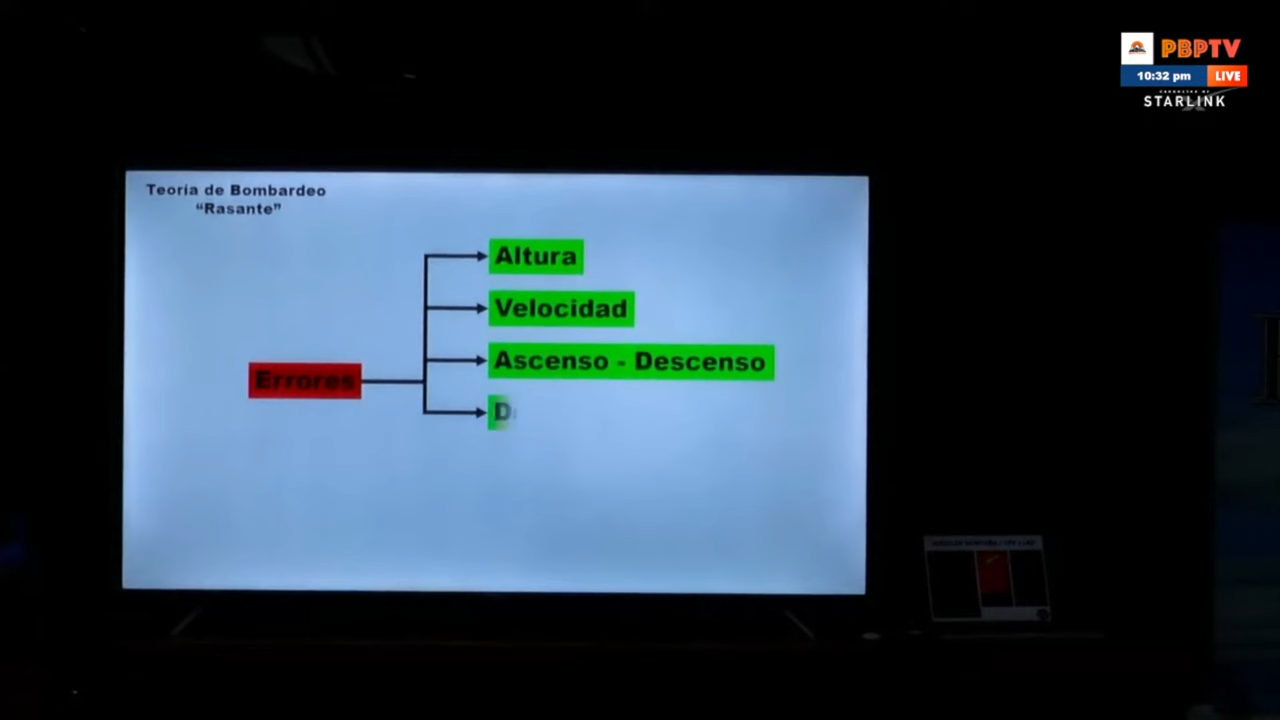 PBPTV
10:32 pm LIVE
STARLINK
Teoría de Bombardeo
“Rasante”
Altura
Velocidad
Ascenso - Descenso
Errores
D